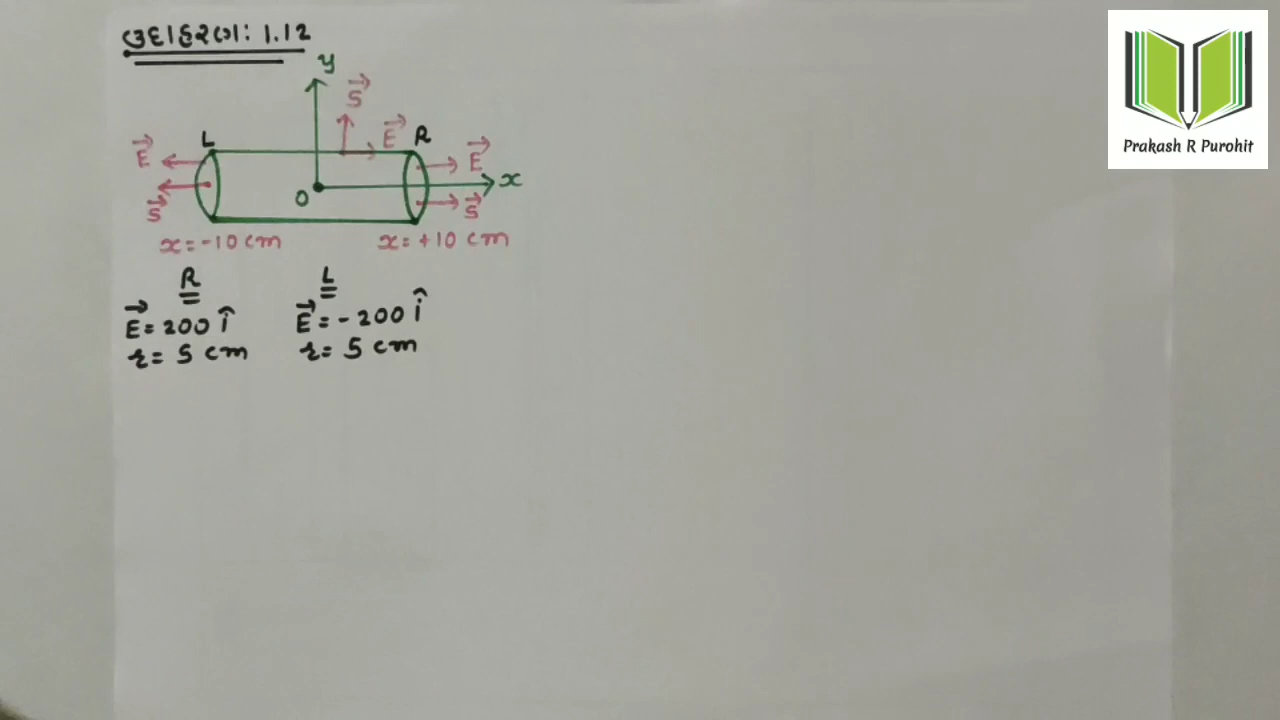 ઉદાહરણ: 1.12
Prakash R Purohit
y
S⃗
L
E⃗
R
E⃗
E⃗
O
x
S⃗
S⃗
x = -10 cm
x = +10 cm
R
L
E⃗ = 200 î
E⃗ = - 200 î
r = 5 cm
r = 5 cm